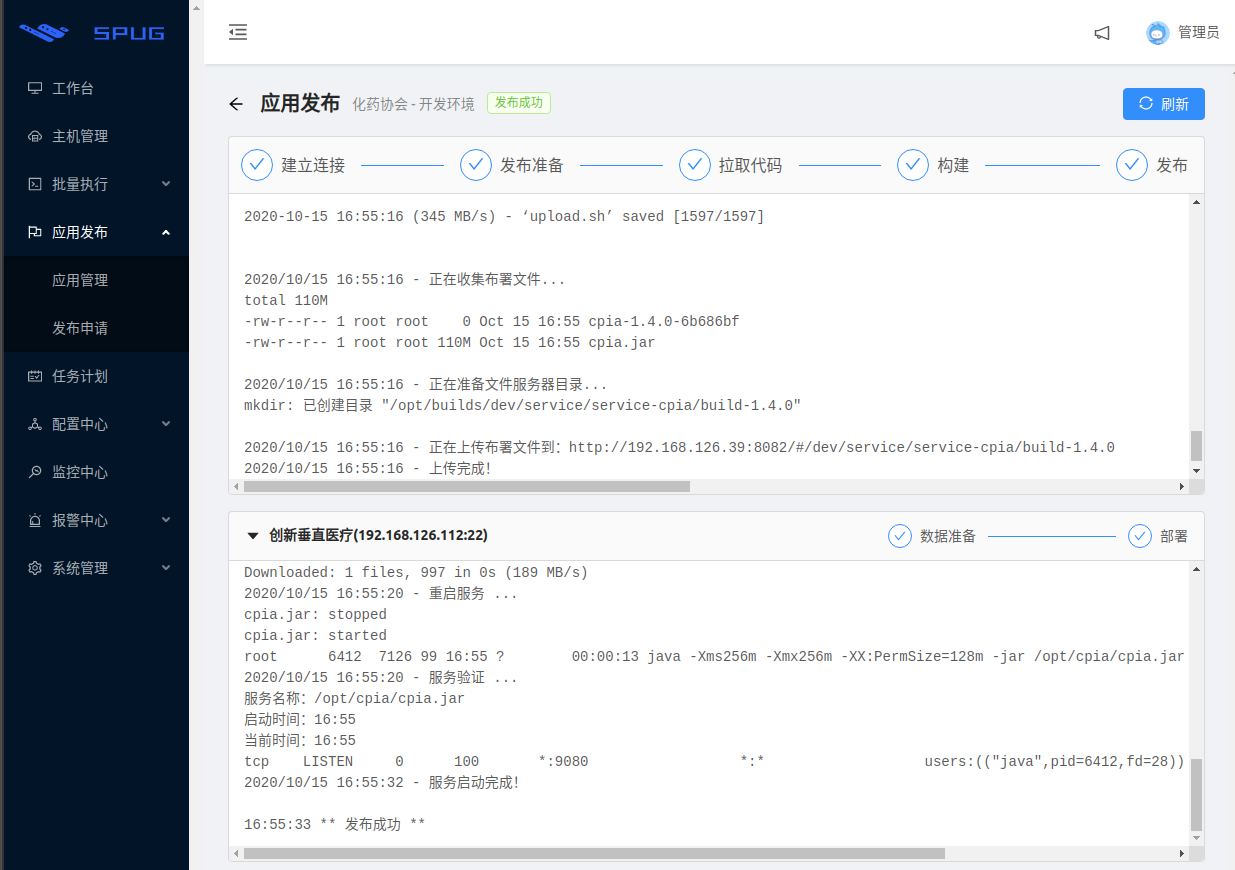 SPUG
管理员
工作台
主机管理
批量执行
应用发布
应用管理
发布申请
任务计划
配置中心
监控中心
报警中心
系统管理
应用发布 化药协会 - 开发环境 发布成功
刷新
建立连接 发布准备 拉取代码 构建 发布
2020-10-15 16:55:16 (345 MB/s) - ‘upload.sh’ saved [1597/1597]
2020/10/15 16:55:16 - 正在收集布署文件...
total 110M
-rw-r--r-- 1 root root    0 Oct 15 16:55 cpia-1.4.0-6b686bf
-rw-r--r-- 1 root root 110M Oct 15 16:55 cpia.jar
2020/10/15 16:55:16 - 正在准备文件服务器目录...
mkdir: 已创建目录 "/opt/builds/dev/service/service-cpia/build-1.4.0"
2020/10/15 16:55:16 - 正在上传布署文件到：http://192.168.126.39:8082/#/dev/service/service-cpia/build-1.4.0
2020/10/15 16:55:16 - 上传完成！
创新垂直医疗(192.168.126.112:22)
数据准备 部署
Downloaded: 1 files, 997 in 0s (189 MB/s)
2020/10/15 16:55:20 - 重启服务 ...
cpia.jar: stopped
cpia.jar: started
root      6412  7126 99 16:55 ?        00:00:13 java -Xms256m -Xmx256m -XX:PermSize=128m -jar /opt/cpia/cpia.jar
2020/10/15 16:55:20 - 服务验证 ...
服务名称：/opt/cpia/cpia.jar
启动时间：16:55
当前时间：16:55
tcp    LISTEN     0      100       *:9080                  *:*                   users:(("java",pid=6412,fd=28))
2020/10/15 16:55:32 - 服务启动完成！
16:55:33 ** 发布成功 **